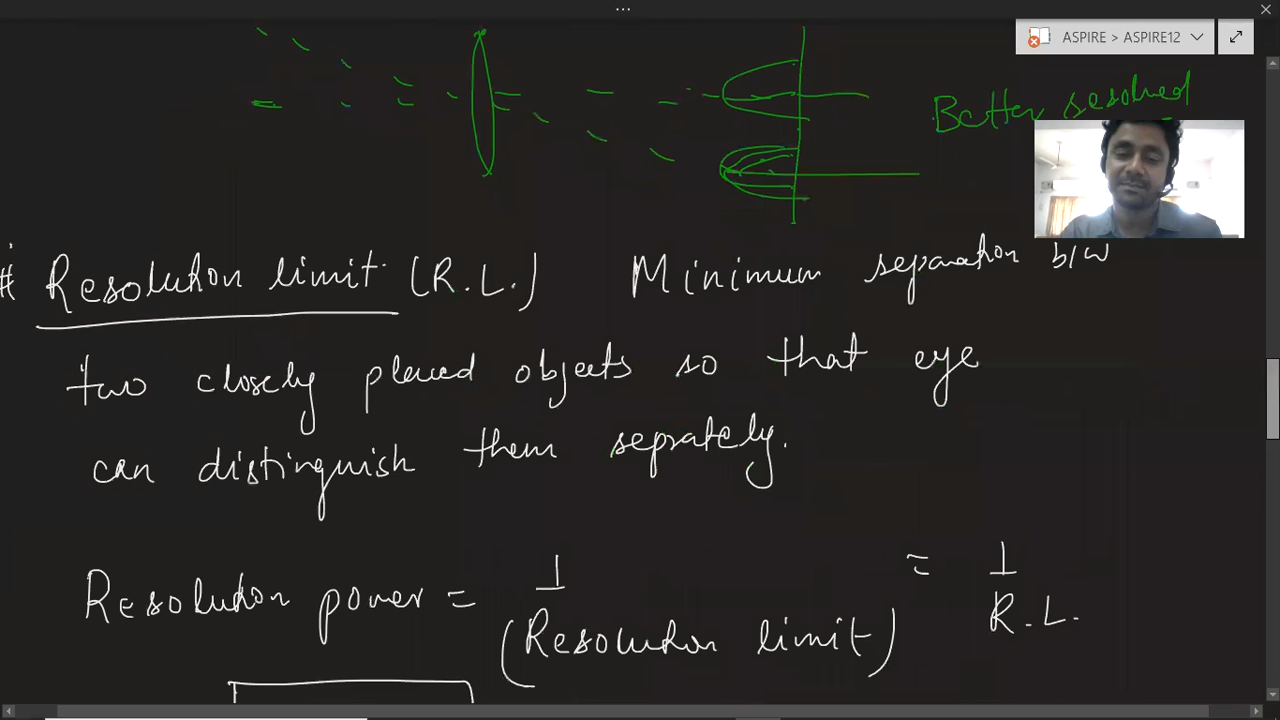 ASPIRE > ASPIRE12
Better resolved
# Resolution limit (R.L.) Minimum separation b/w
two closely placed objects so that eye
can distinguish them seprately.
Resolution power = 1 / (Resolution limit) = 1 / R.L.